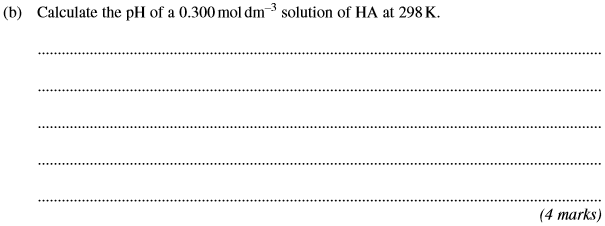 (b) Calculate the pH of a 0.300 mol dm⁻³ solution of HA at 298 K.
(4 marks)